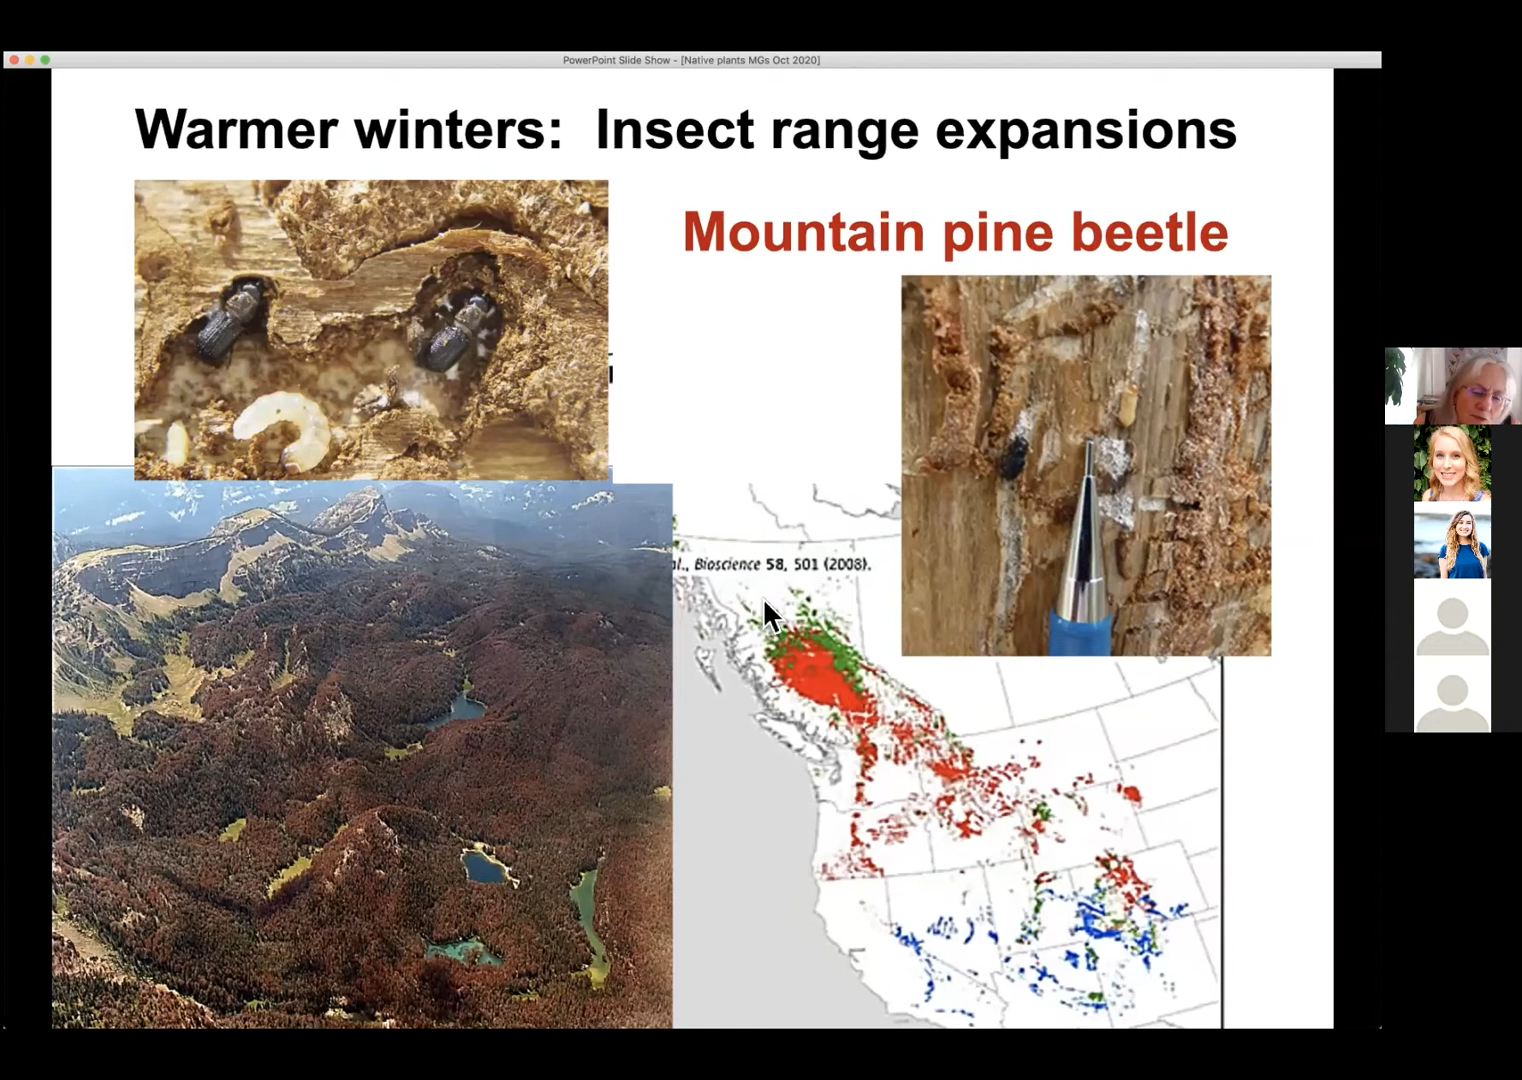 PowerPoint Slide Show - [Native plants MGs Oct 2020]
Warmer winters:  Insect range expansions
Mountain pine beetle
Bioscience 58, 501 (2008).